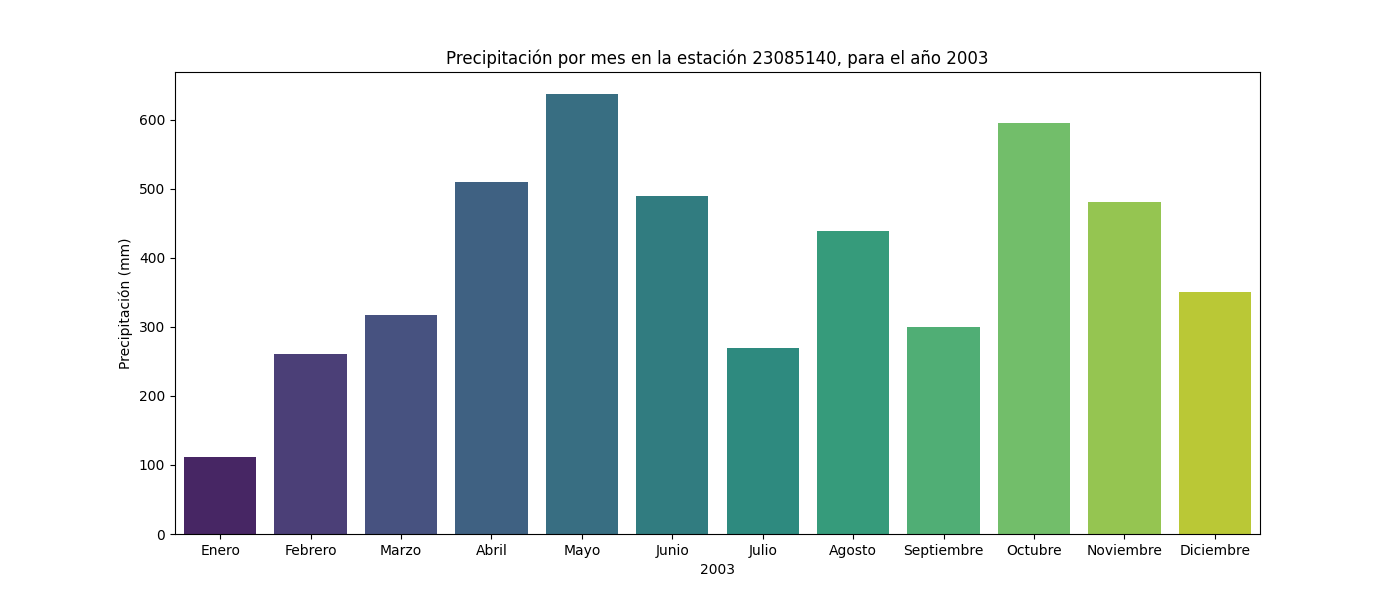 Precipitación por mes en la estación 23085140, para el año 2003
Precipitación (mm)
600
500
400
300
200
100
0
Enero Febrero Marzo Abril Mayo Junio Julio Agosto Septiembre Octubre Noviembre Diciembre
2003